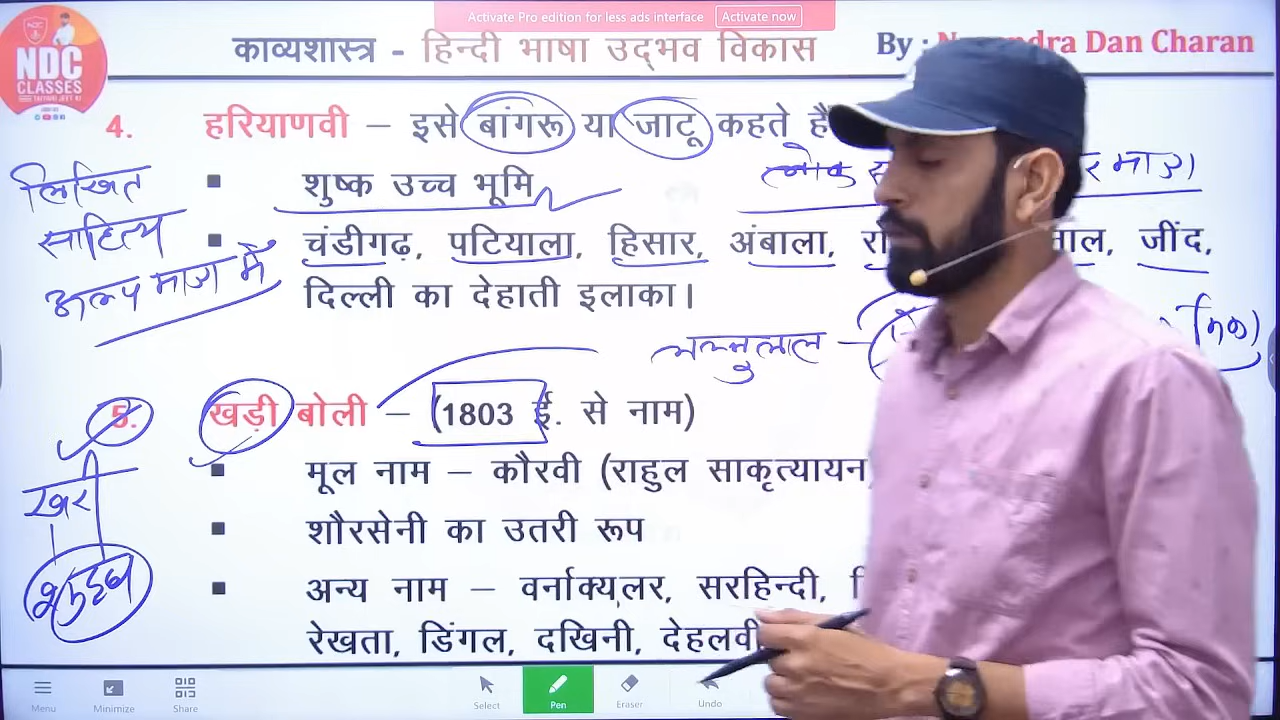 Activate Pro edition for less ads interface Activate now
NDC
CLASSES
काव्यशास्त्र - हिन्दी भाषा उद्‌भव विकास
By : Dan Charan
4. हरियाणवी – इसे बांगरू या जाटू कहते हैं
लिखित
साहित्य
अल्प मात्रा में
▪ शुष्क उच्च भूमि
लोक
▪ चंडीगढ़, पटियाला, हिसार, अंबाला, जींद,
दिल्ली का देहाती इलाका।
लल्लुलाल –
5. खड़ी बोली – (1803 ई. से नाम)
खरी
शुद्ध
▪ मूल नाम – कौरवी (राहुल साकृत्यायन
▪ शौरसेनी का उतरी रूप
▪ अन्य नाम – वर्नाक्यूलर, सरहिन्दी,
रेखता, डिंगल, दखिनी, देहलवी
Menu Minimize Share Select Pen Eraser Undo